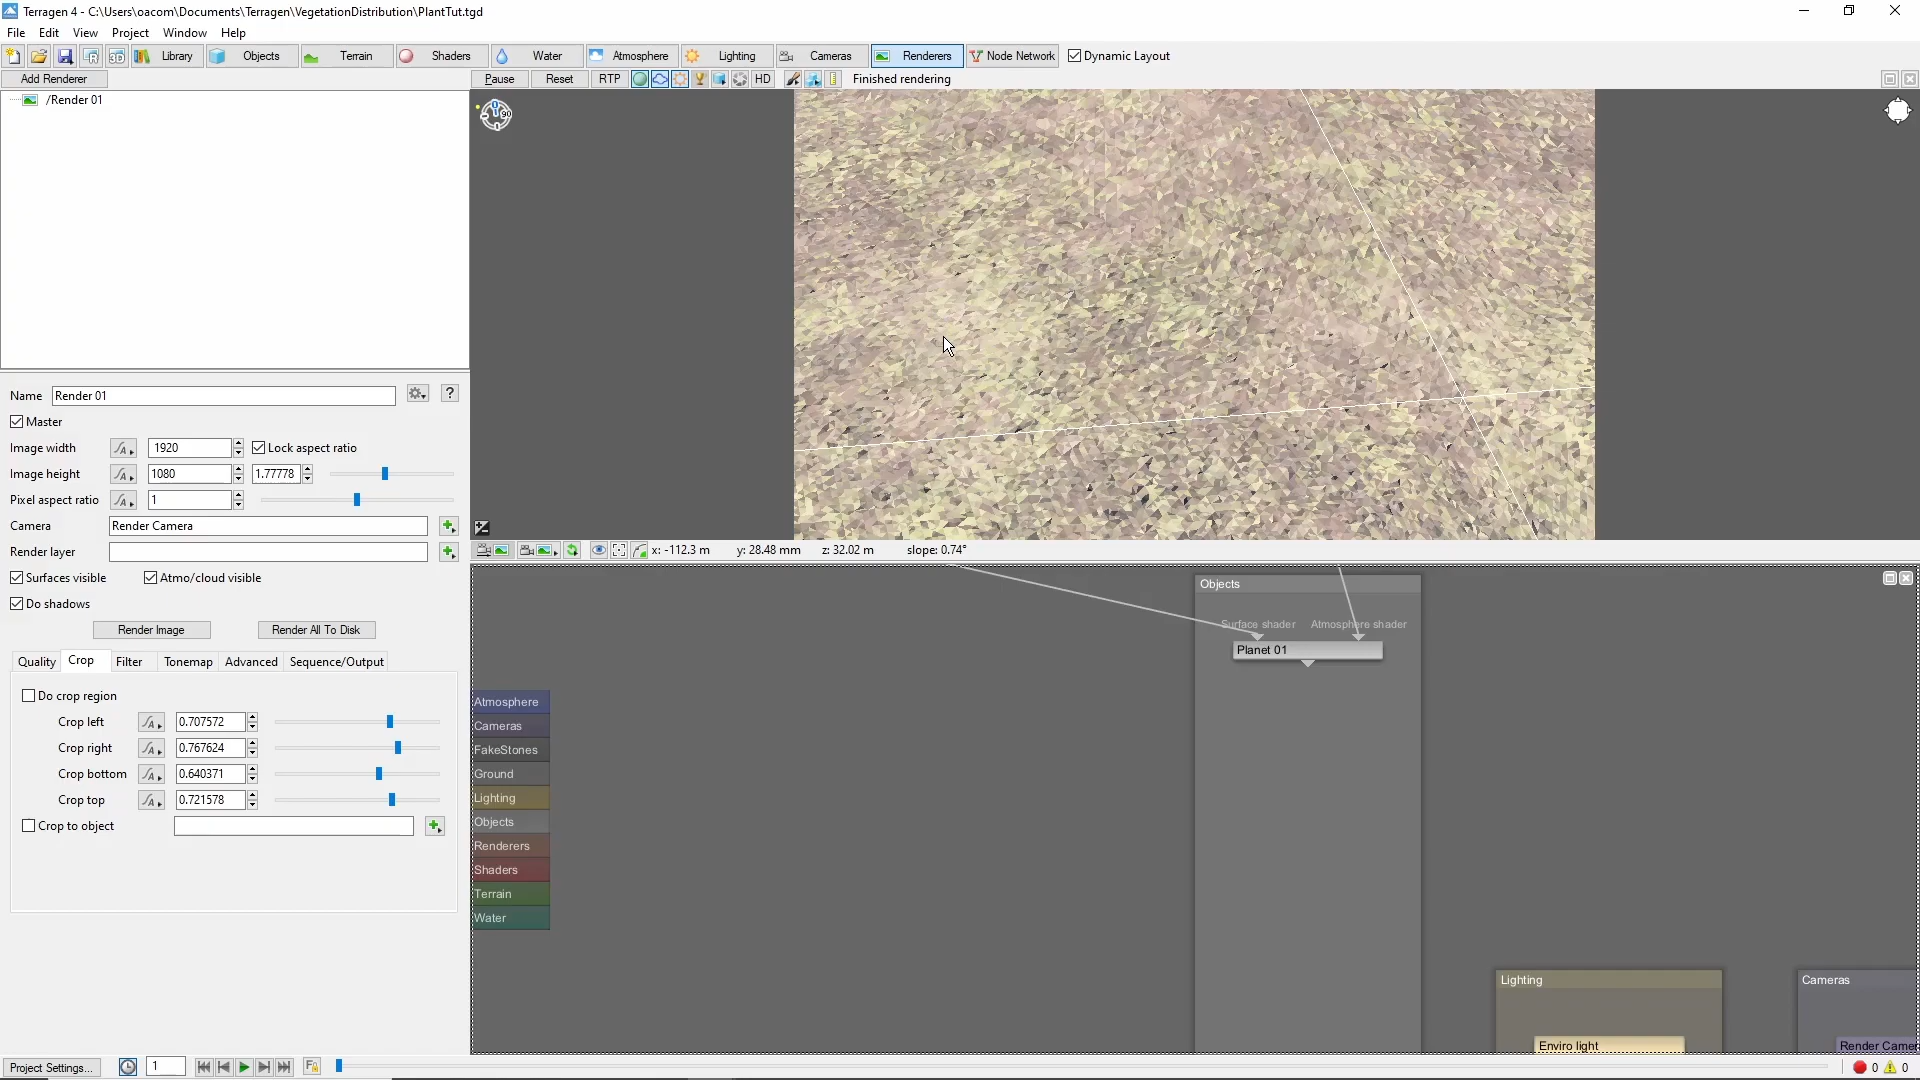 Terragen 4 - C:\Users\oacom\Documents\Terragen\VegetationDistribution\PlantTut.tgd
File Edit View Project Window Help
Library Objects Terrain Shaders Water Atmosphere Lighting Cameras Renderers Node Network Dynamic Layout
Add Renderer
Pause Reset RTP HD Finished rendering
/Render 01
Name Render 01 ?
Master
Image width 1920 Lock aspect ratio
Image height 1080 1.77778
Pixel aspect ratio 1
Camera Render Camera
Render layer
Surfaces visible Atmo/cloud visible
Do shadows
Render Image Render All To Disk
Quality Crop Filter Tonemap Advanced Sequence/Output
Do crop region
Crop left 0.707572
Crop right 0.767624
Crop bottom 0.640371
Crop top 0.721578
Crop to object
x: -112.3 m y: 28.48 mm z: 32.02 m slope: 0.74°
Objects
Surface shader Atmosphere shader
Planet 01
Atmosphere
Cameras
FakeStones
Ground
Lighting
Objects
Renderers
Shaders
Terrain
Water
Lighting
Enviro light
Cameras
Render Camer
Project Settings... 1
0 0